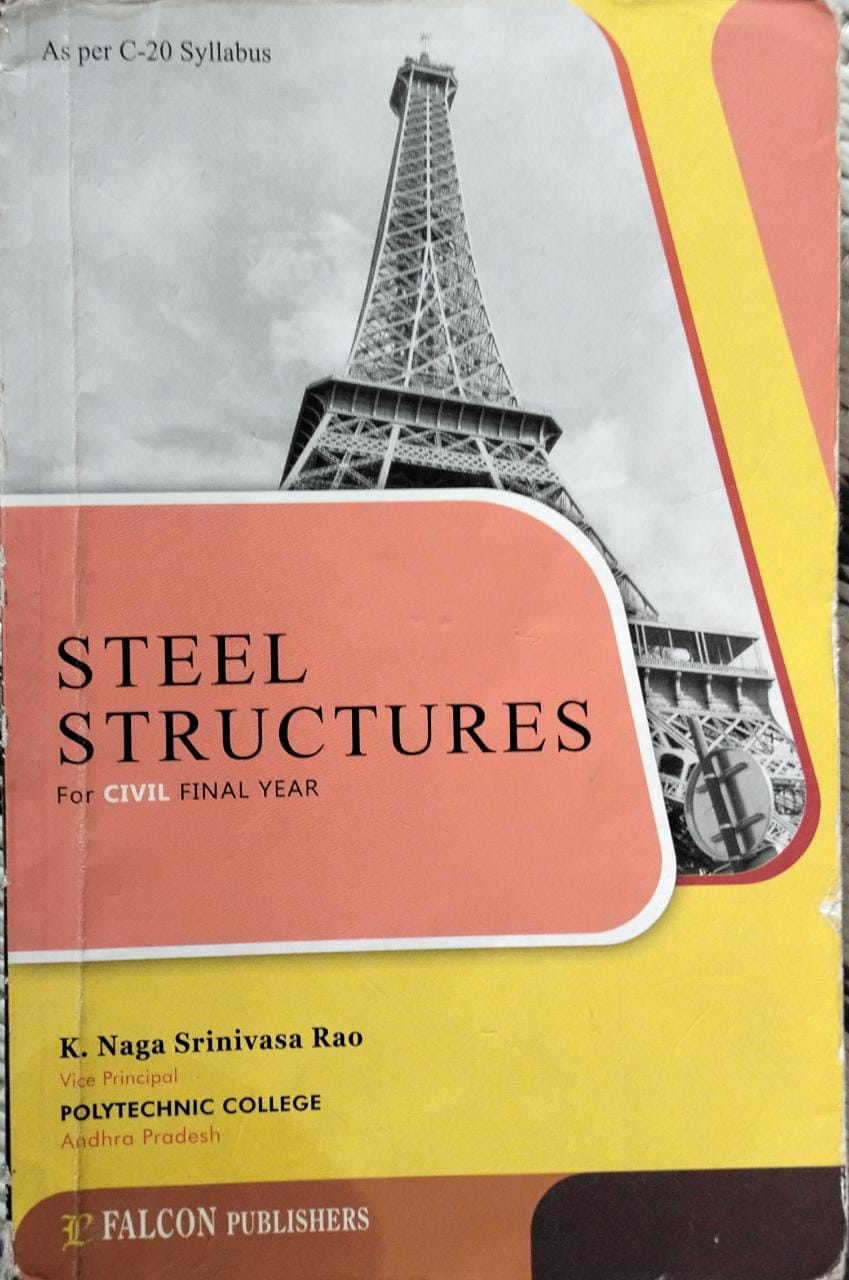 As per C-20 Syllabus
STEEL
STRUCTURES
For CIVIL FINAL YEAR
K. Naga Srinivasa Rao
Vice Principal
POLYTECHNIC COLLEGE
Andhra Pradesh
FALCON PUBLISHERS